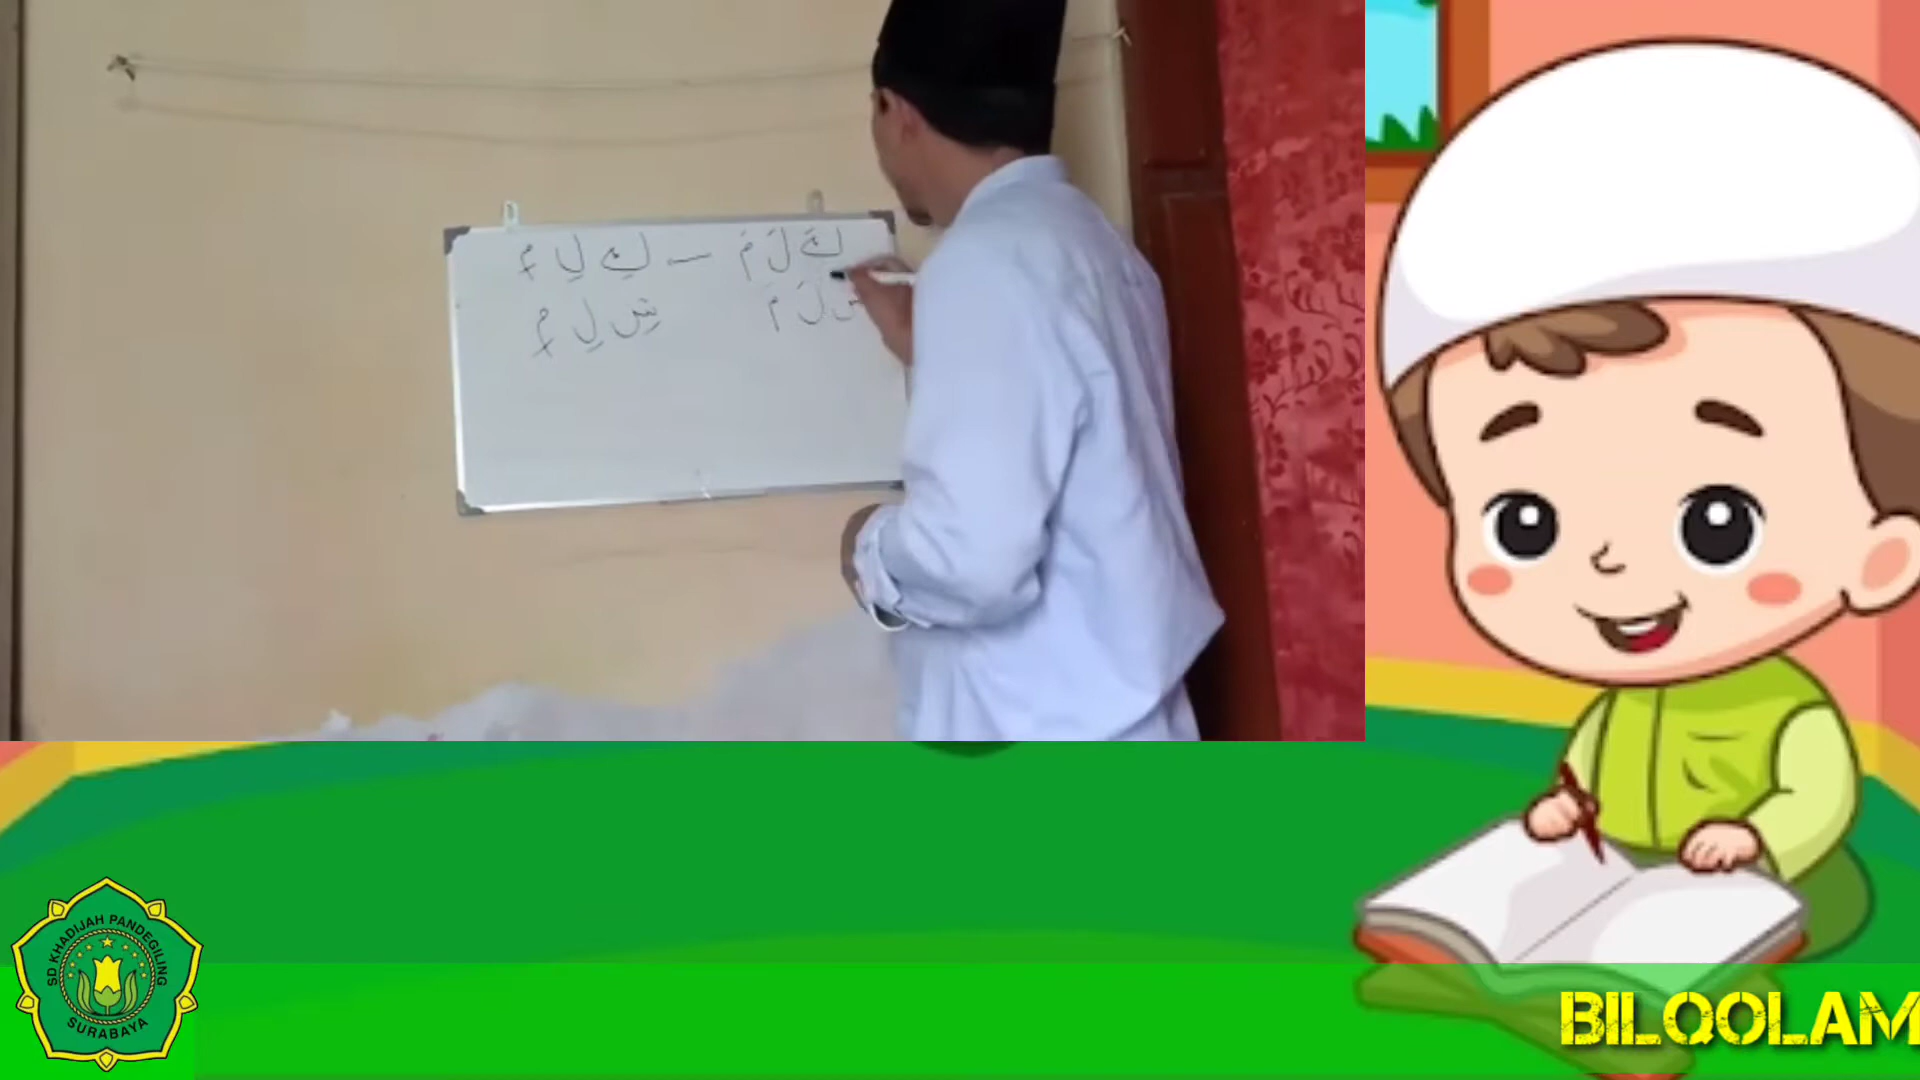 كَ لَ مَ — كِ لِ مِ
لَ مَ شِ لِ مِ
SD KHADIJAH PANDEGILING
SURABAYA
BILQOLAM